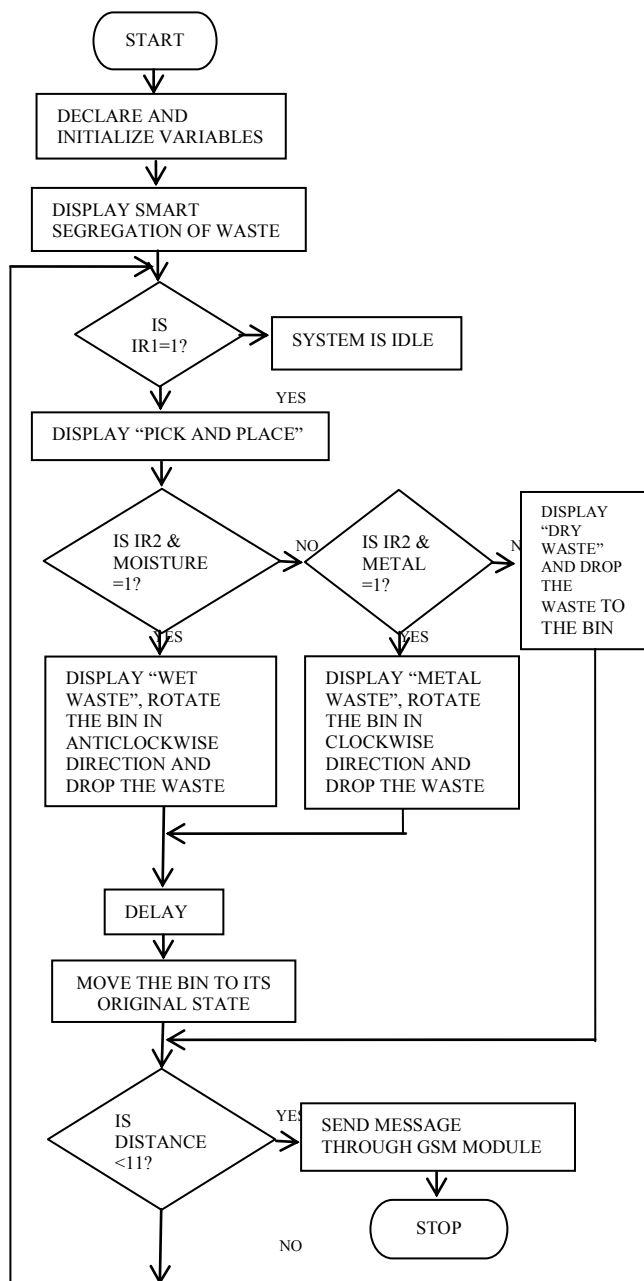 START
DECLARE AND
INITIALIZE VARIABLES
DISPLAY SMART
SEGREGATION OF WASTE
IS
IR1=1?
SYSTEM IS IDLE
YES
DISPLAY “PICK AND PLACE”
IS IR2 &
MOISTURE
=1?
NO
IS IR2 &
METAL
=1?
N
DISPLAY
“DRY
WASTE”
AND DROP
THE
WASTE TO
THE BIN
YES
DISPLAY “WET
WASTE”, ROTATE
THE BIN IN
ANTICLOCKWISE
DIRECTION AND
DROP THE WASTE
YES
DISPLAY “METAL
WASTE”, ROTATE
THE BIN IN
CLOCKWISE
DIRECTION AND
DROP THE WASTE
DELAY
MOVE THE BIN TO ITS
ORIGINAL STATE
IS
DISTANCE
<11?
YES
SEND MESSAGE
THROUGH GSM MODULE
STOP
NO